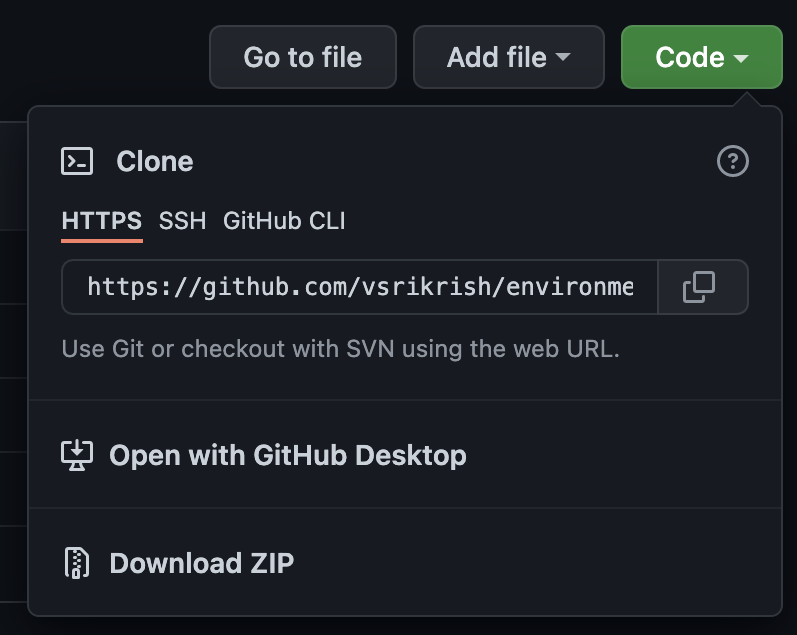 Go to file Add file Code
Clone
HTTPS SSH GitHub CLI
https://github.com/vsrikrish/environme
Use Git or checkout with SVN using the web URL.
Open with GitHub Desktop
Download ZIP